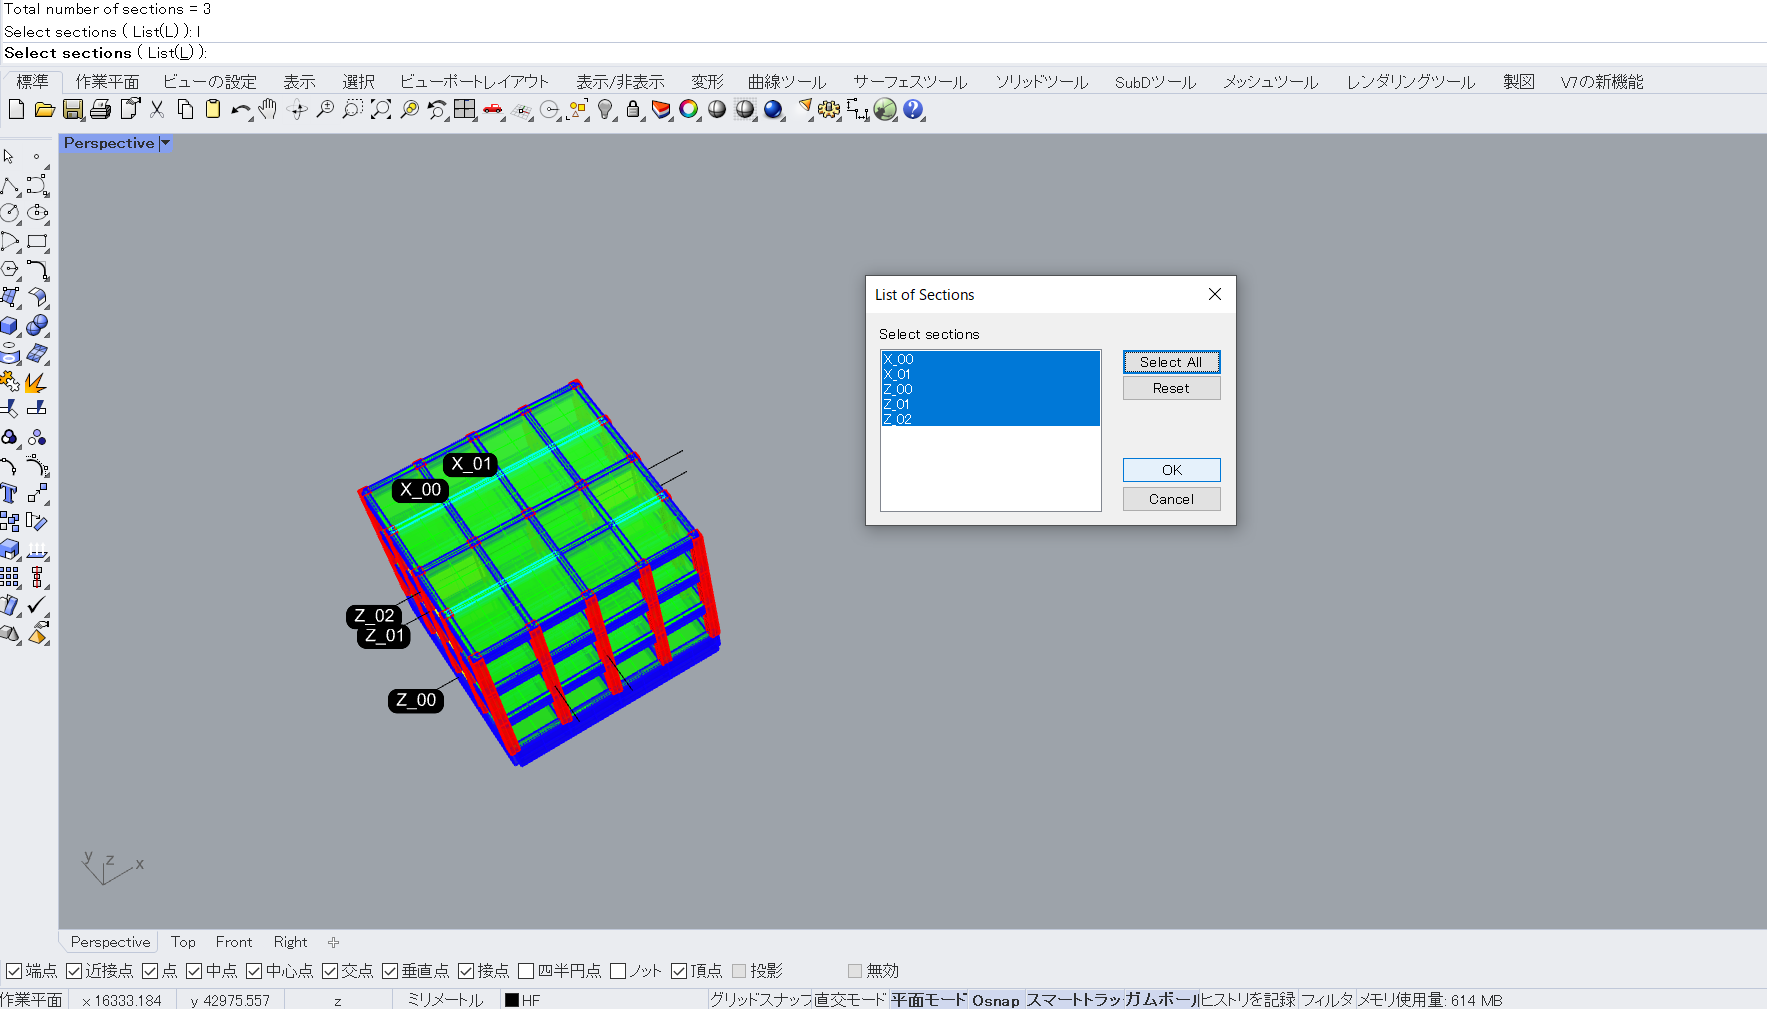 Total number of sections = 3
Select sections ( List(L) ): l
Select sections ( List(L) ):
標準 作業平面 ビューの設定 表示 選択 ビューポートレイアウト 表示/非表示 変形 曲線ツール サーフェスツール ソリッドツール SubDツール メッシュツール レンダリングツール 製図 V7の新機能
Perspective
List of Sections
Select sections
X_00
X_01
Z_00
Z_01
Z_02
Select All
Reset
OK
Cancel
X_01
X_00
Z_02
Z_01
Z_00
y z x
Perspective Top Front Right
端点 近接点 点 中点 中心点 交点 垂直点 接点 四半円点 ノット 頂点 投影 無効
作業平面 x 16333.184 y 42975.557 z ミリメートル HF グリッドスナップ 直交モード 平面モード Osnap スマートトラッ ガムボール ヒストリを記録 フィルタ メモリ使用量: 614 MB